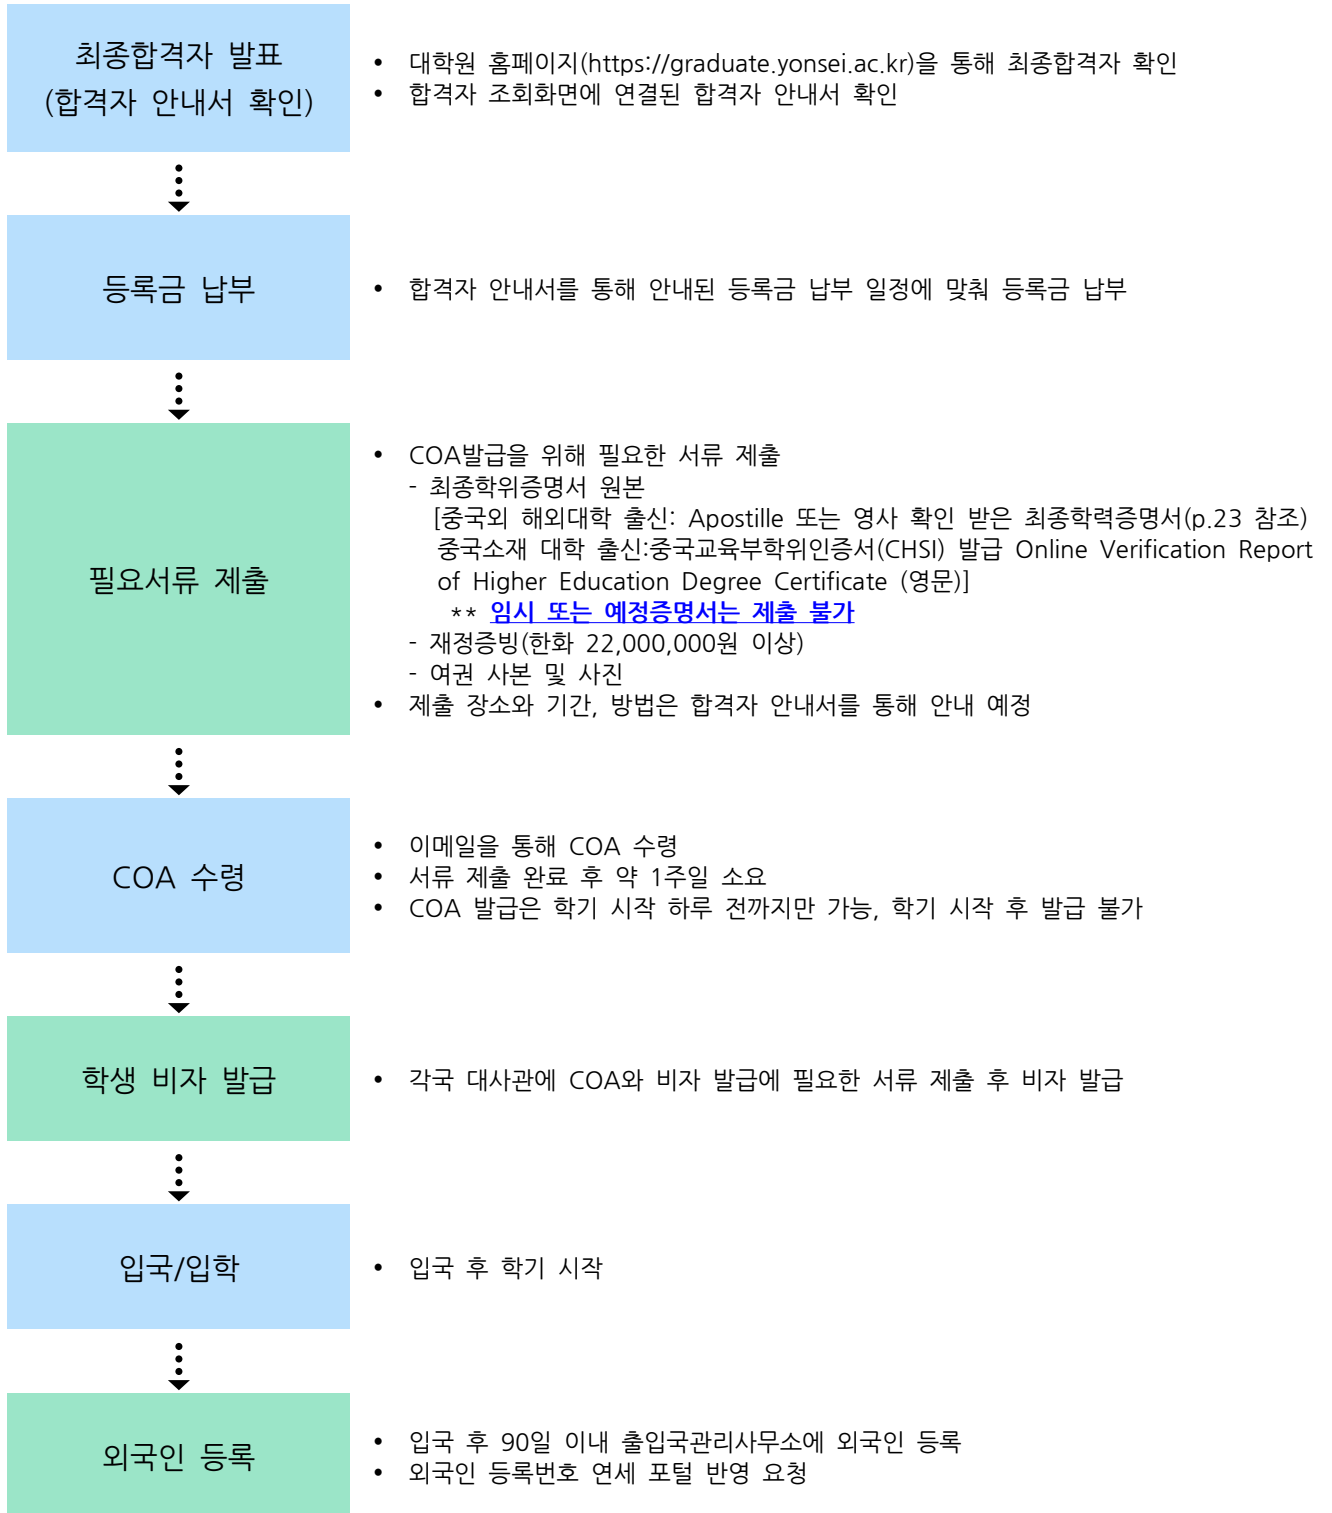 최종합격자 발표
(합격자 안내서 확인)
• 대학원 홈페이지(https://graduate.yonsei.ac.kr)을 통해 최종합격자 확인
• 합격자 조회화면에 연결된 합격자 안내서 확인
등록금 납부
• 합격자 안내서를 통해 안내된 등록금 납부 일정에 맞춰 등록금 납부
필요서류 제출
• COA발급을 위해 필요한 서류 제출
- 최종학위증명서 원본
[중국외 해외대학 출신: Apostille 또는 영사 확인 받은 최종학력증명서(p.23 참조)
중국소재 대학 출신:중국교육부학위인증서(CHSI) 발급 Online Verification Report
of Higher Education Degree Certificate (영문)]
** 임시 또는 예정증명서는 제출 불가
- 재정증빙(한화 22,000,000원 이상)
- 여권 사본 및 사진
• 제출 장소와 기간, 방법은 합격자 안내서를 통해 안내 예정
COA 수령
• 이메일을 통해 COA 수령
• 서류 제출 완료 후 약 1주일 소요
• COA 발급은 학기 시작 하루 전까지만 가능, 학기 시작 후 발급 불가
학생 비자 발급
• 각국 대사관에 COA와 비자 발급에 필요한 서류 제출 후 비자 발급
입국/입학
• 입국 후 학기 시작
외국인 등록
• 입국 후 90일 이내 출입국관리사무소에 외국인 등록
• 외국인 등록번호 연세 포털 반영 요청